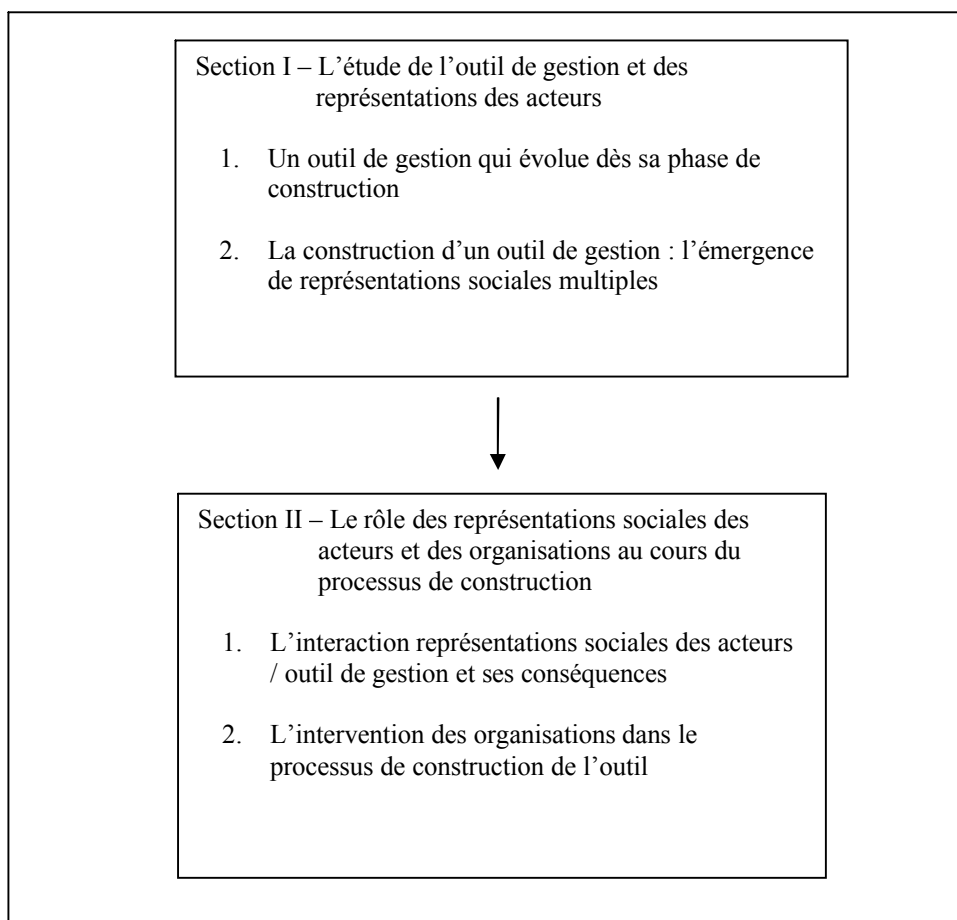 Section I – L’étude de l’outil de gestion et des
représentations des acteurs
1. Un outil de gestion qui évolue dès sa phase de
construction
2. La construction d’un outil de gestion : l’émergence
de représentations sociales multiples
Section II – Le rôle des représentations sociales des
acteurs et des organisations au cours du
processus de construction
1. L’interaction représentations sociales des acteurs
/ outil de gestion et ses conséquences
2. L’intervention des organisations dans le
processus de construction de l’outil